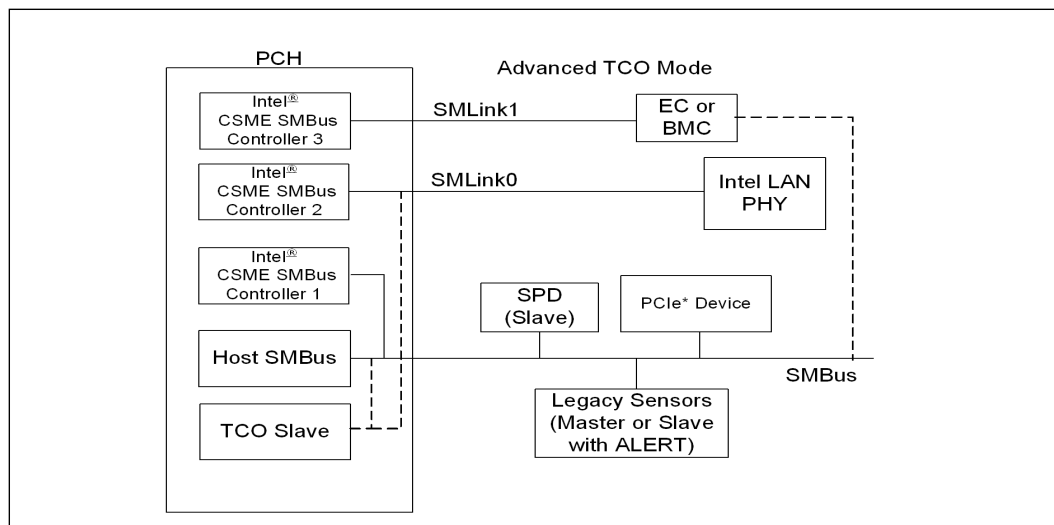 PCH
Advanced TCO Mode
Intel®
CSME SMBus
Controller 3
SMLink1
EC or
BMC
Intel®
CSME SMBus
Controller 2
SMLink0
Intel LAN
PHY
Intel®
CSME SMBus
Controller 1
SPD
(Slave)
PCIe* Device
Host SMBus
SMBus
Legacy Sensors
(Master or Slave
with ALERT)
TCO Slave